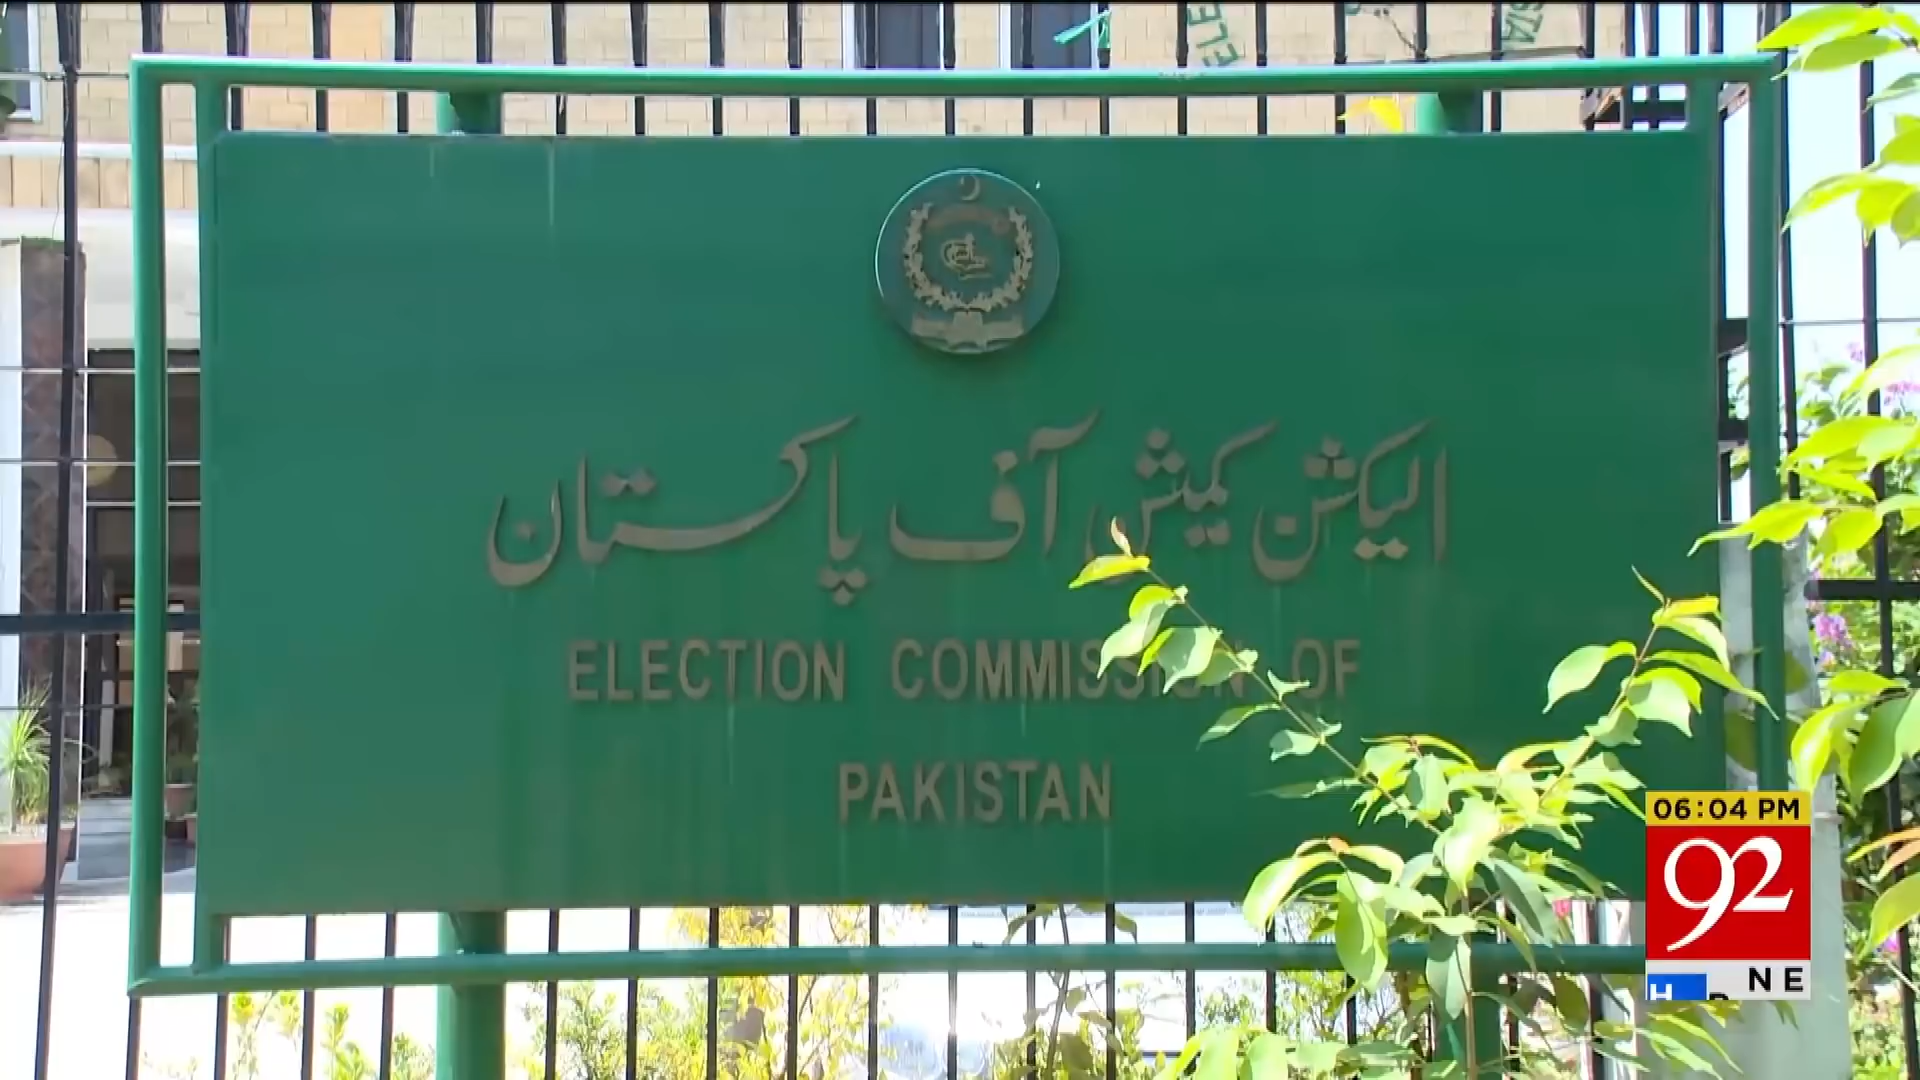 الیکشن کمیشن آف پاکستان
ELECTION COMMISSION OF
PAKISTAN
06:04 PM
92
NE